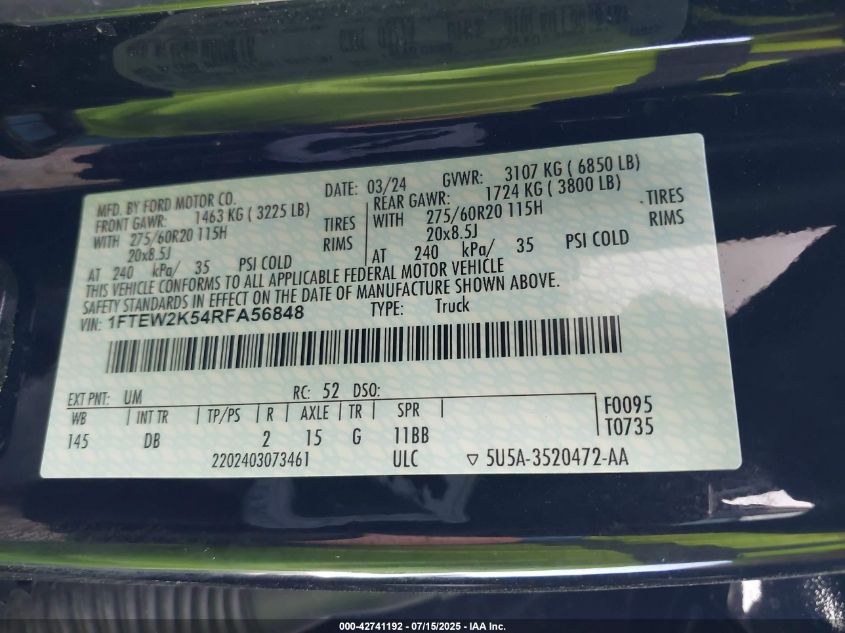 MFD. BY FORD MOTOR CO.
DATE: 03/24 GVWR: 3107 KG ( 6850 LB)
FRONT GAWR: 1463 KG ( 3225 LB) REAR GAWR: 1724 KG ( 3800 LB)
WITH 275/60R20 115H TIRES WITH 275/60R20 115H TIRES
20x8.5J RIMS 20x8.5J RIMS
AT 240 kPa/ 35 PSI COLD AT 240 kPa/ 35 PSI COLD
THIS VEHICLE CONFORMS TO ALL APPLICABLE FEDERAL MOTOR VEHICLE
SAFETY STANDARDS IN EFFECT ON THE DATE OF MANUFACTURE SHOWN ABOVE.
VIN: 1FTEW2K54RFA56848 TYPE: Truck
EXT PNT: UM RC: 52 DSO:
WB INT TR TP/PS R AXLE TR SPR F0095
145 DB 2 15 G 11BB T0735
2202403073461 ULC ▽ 5U5A-3520472-AA
000-42741192 - 07/15/2025 - IAA Inc.